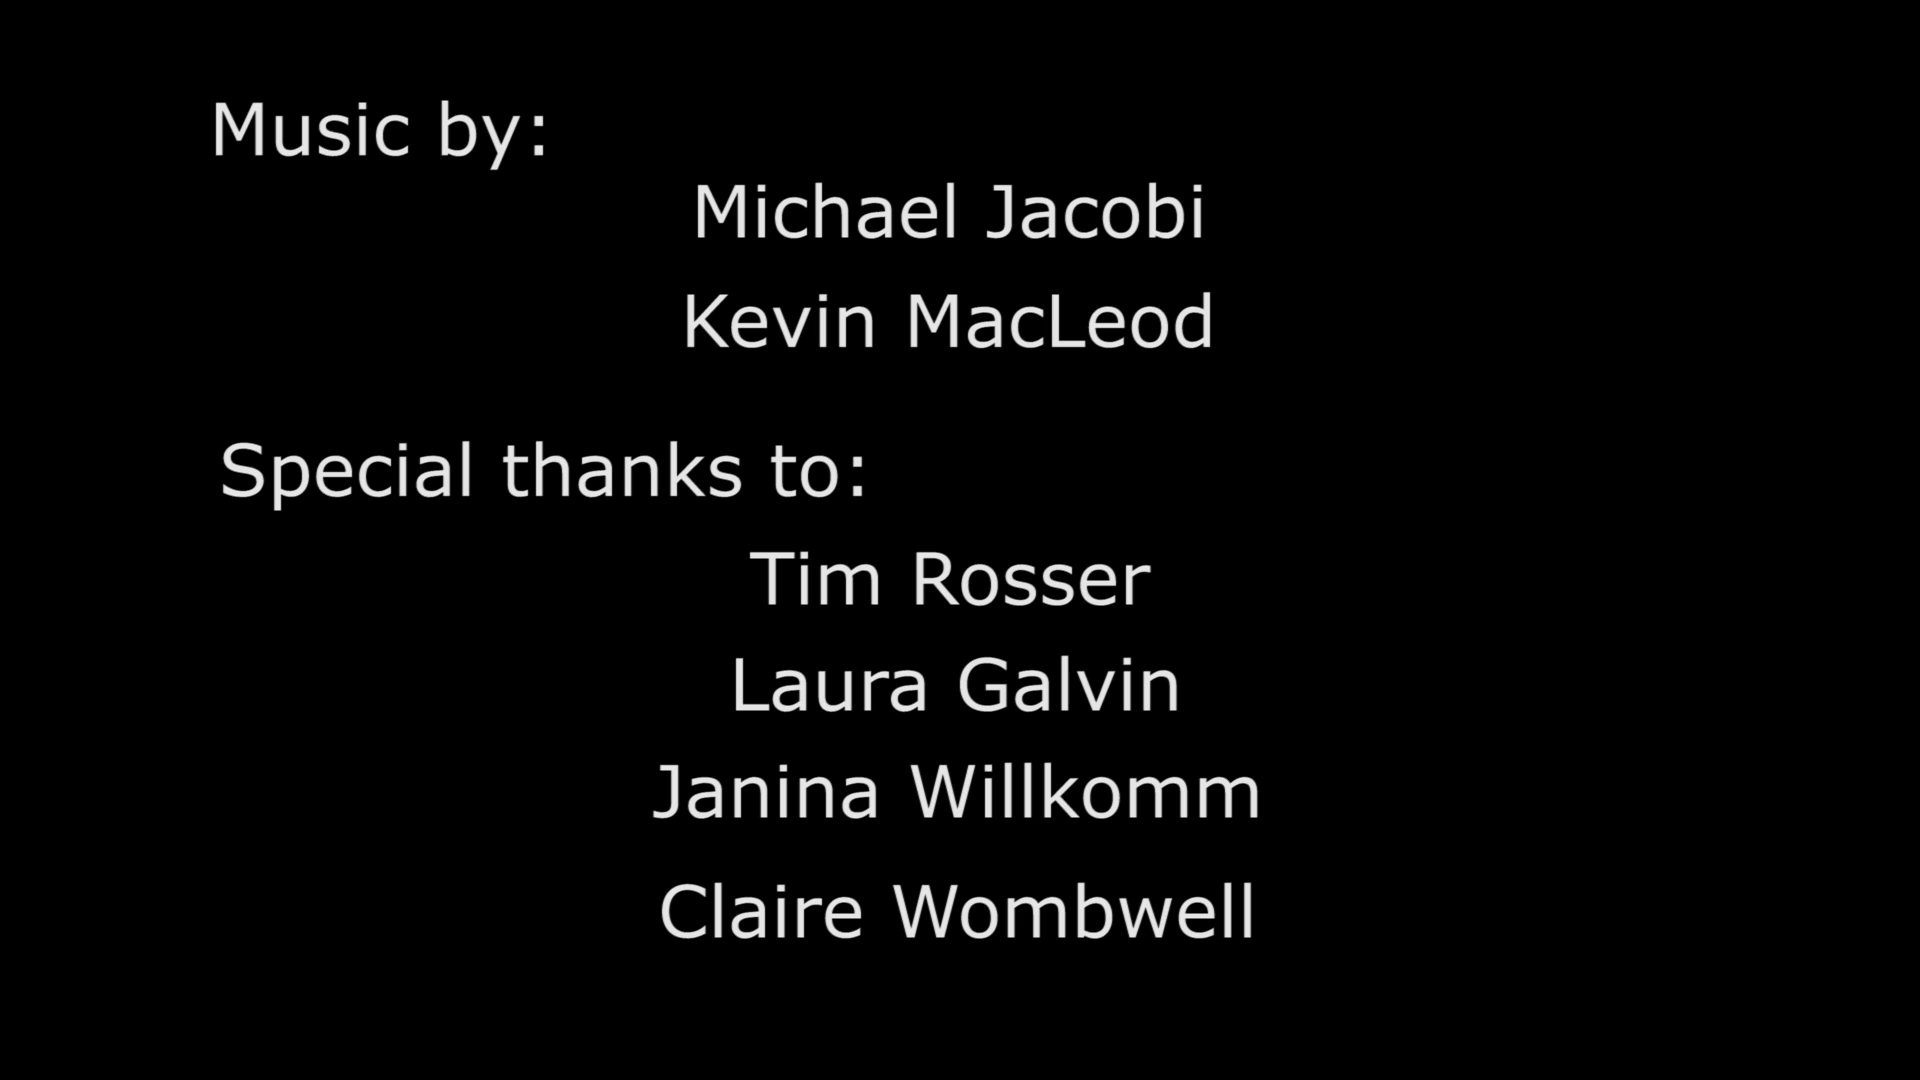 Music by:
Michael Jacobi
Kevin MacLeod
Special thanks to:
Tim Rosser
Laura Galvin
Janina Willkomm
Claire Wombwell